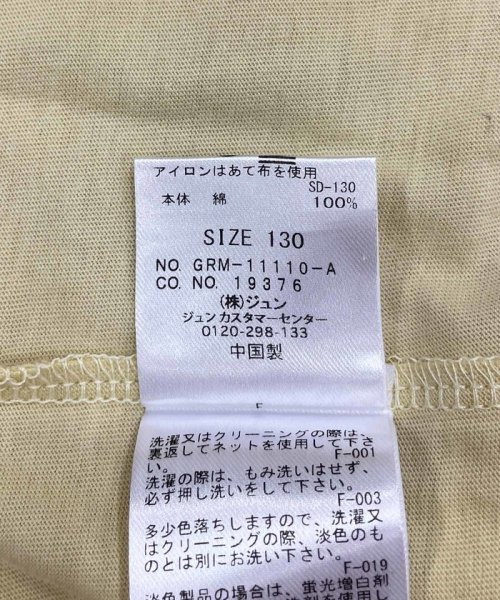 アイロンはあて布を使用
SD-130
本体 綿 100%
SIZE 130
NO. GRM-11110-A
CO. NO. 19376
(株)ジュン
ジュンカスタマーセンター
0120-298-133
中国製
洗濯又はクリーニングの際は、
裏返してネットを使用して下さ
い。 F-001
洗濯の際は、もみ洗いはせず、
必ず押し洗いをして下さい。
F-003
多少色落ちしますので、洗濯又
はクリーニングの際、淡色のも
のとは別にお洗い下さい。
F-019
淡色製品の場合は、蛍光増白剤